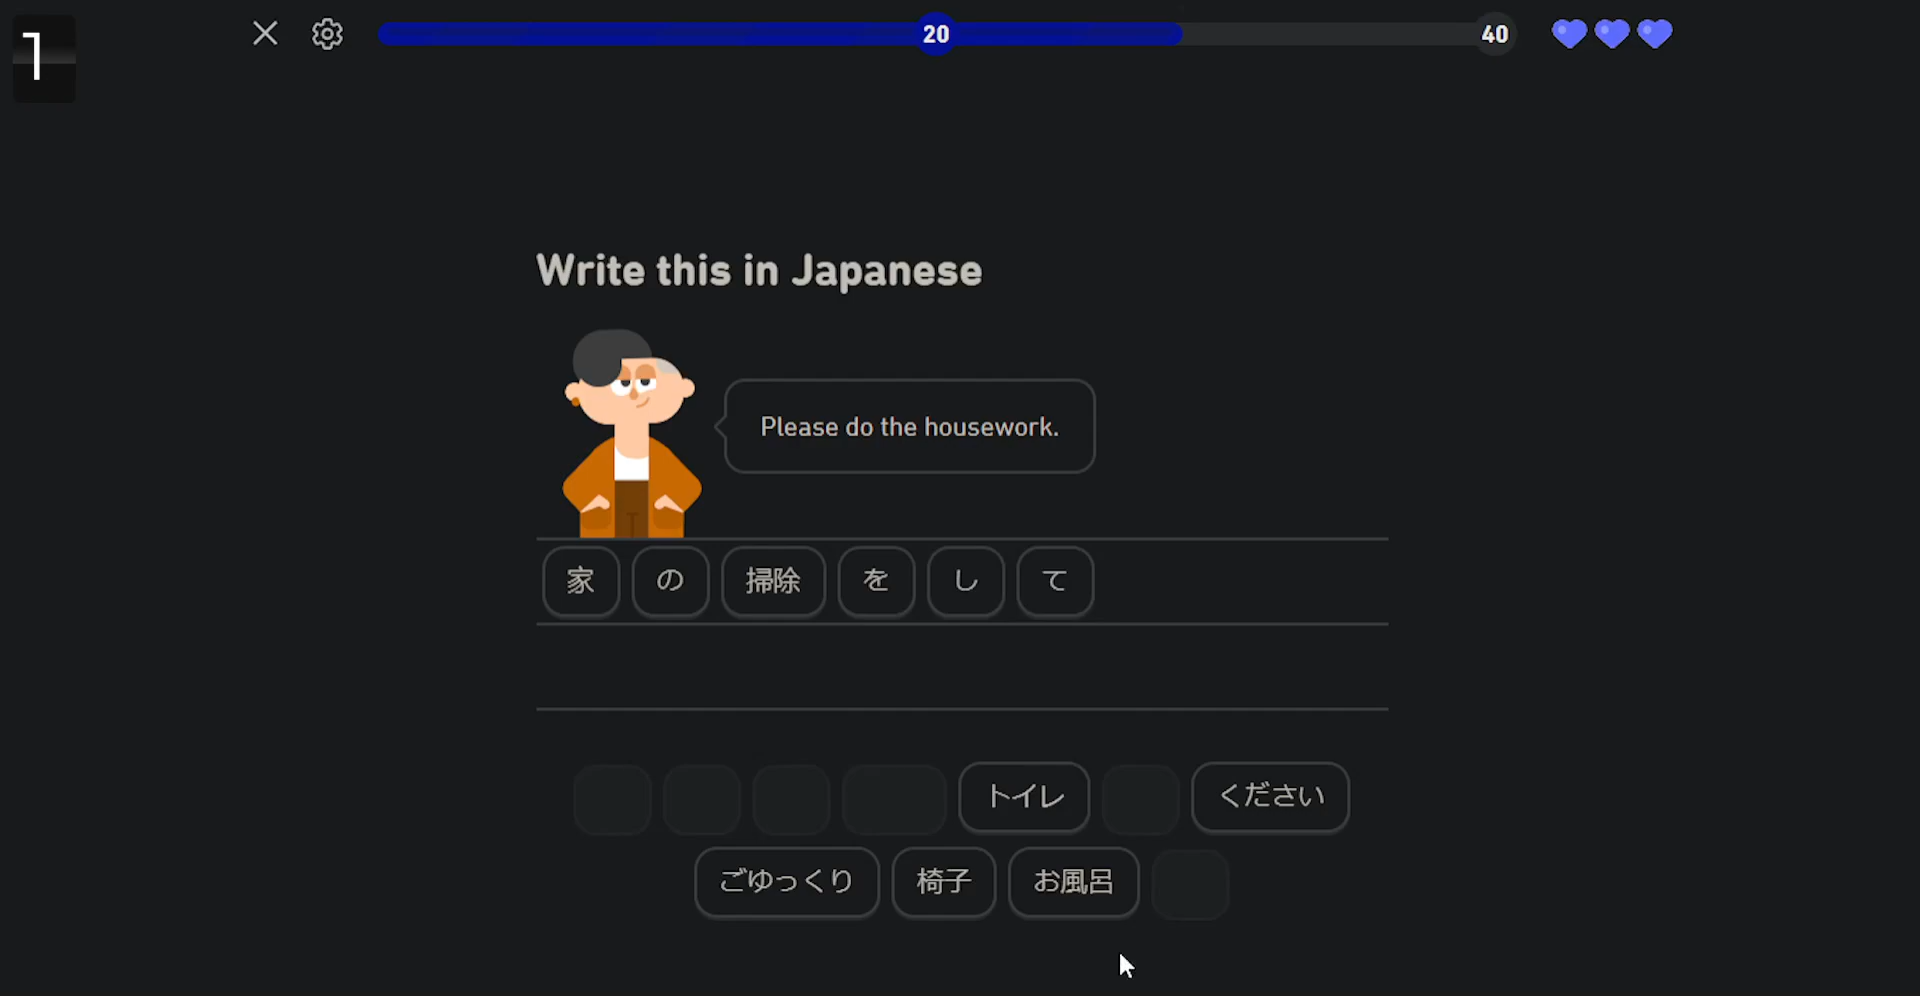 1
20
40
Write this in Japanese
Please do the housework.
家 の 掃除 を し て
トイレ ください
ごゆっくり 椅子 お風呂